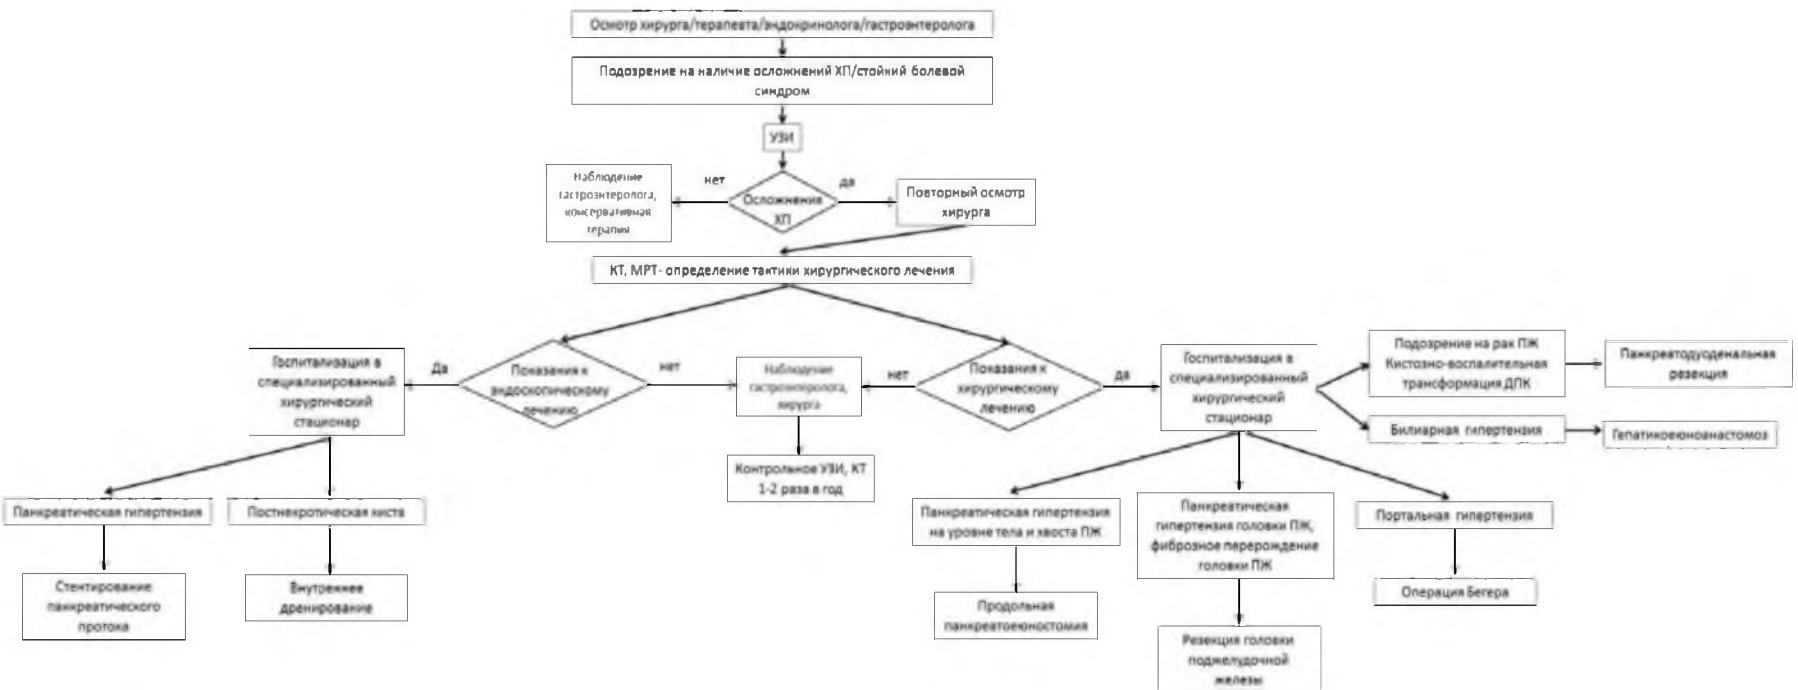 Осмотр хирурга/терапевта/эндокринолога/гастроэнтеролога
Подозрение на наличие осложнений ХП/стойкий болевой
синдром
УЗИ
нет
да
Наблюдение
гастроэнтеролога,
консервативная
терапия
Осложнения
ХП
Повторный осмотр
хирурга
КТ, МРТ- определение тактики хирургического лечения
Госпитализация в
специализированный
хирургический
стационар
Да
Показания к
эндоскопическому
лечению
нет
Наблюдение
гастроэнтеролога,
хирурга
нет
Показания к
хирургическому
лечению
да
Госпитализация в
специализированный
хирургический
стационар
Подозрение на рак ПЖ
Кистозно-воспалительная
трансформация ДПК
Панкреатодуоденальная
резекция
Билиарная гипертензия
Гепатикоеюноанастомоз
Контрольное УЗИ, КТ
1-2 раза в год
Панкреатическая гипертензия
Постнекротическая киста
Панкреатическая гипертензия
на уровне тела и хвоста ПЖ
Панкреатическая
гипертензия головки ПЖ,
фиброзное перерождение
головки ПЖ
Портальная гипертензия
Стентирование
панкреатического
протока
Внутреннее
дренирование
Продольная
панкреатоеюностомия
Резекция головки
поджелудочной
железы
Операция Бегера